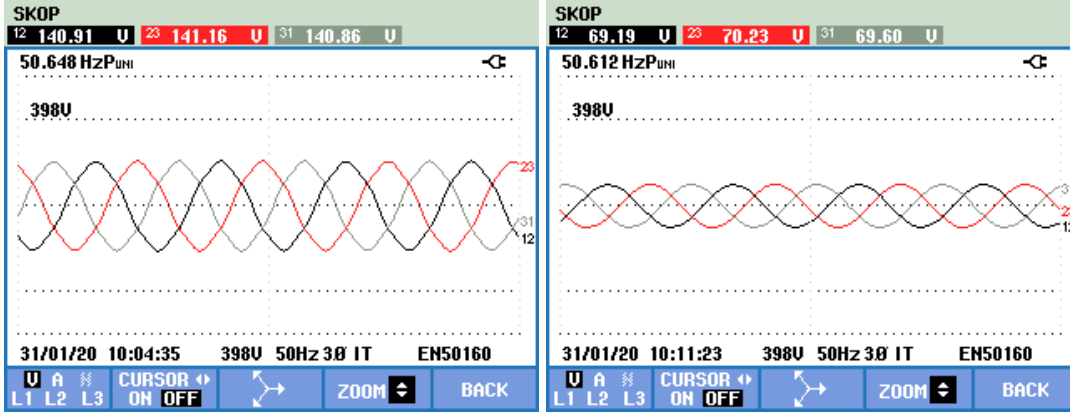 SKOP
12 140.91 V 23 141.16 V 31 140.86 V
50.648 HzPUNI
398V
23
31
12
31/01/20 10:04:35 398V 50Hz 3.0 IT EN50160
V A L1 L2 L3 CURSOR ON OFF ZOOM BACK
SKOP
12 69.19 V 23 70.23 V 31 69.60 V
50.612 HzPUNI
398V
31/01/20 10:11:23 398V 50Hz 3.0 IT EN50160
V A L1 L2 L3 CURSOR ON OFF ZOOM BACK